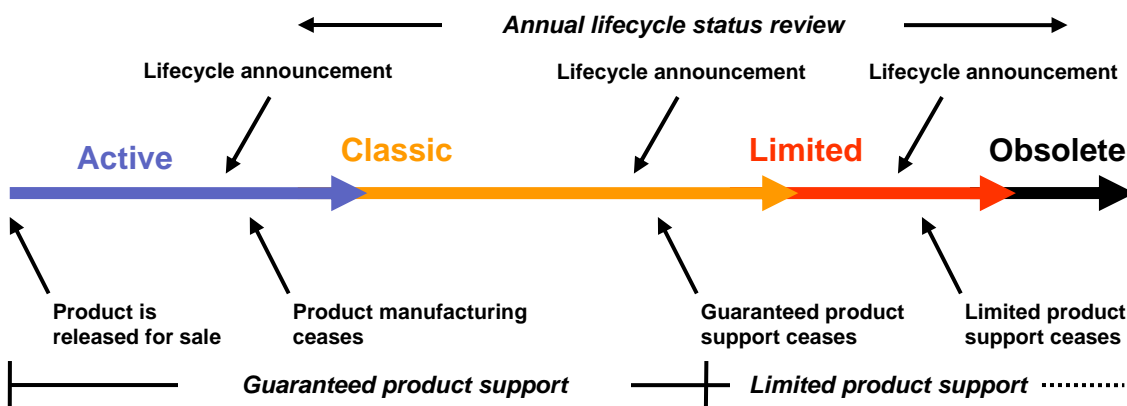 Annual lifecycle status review
Lifecycle announcement
Lifecycle announcement
Lifecycle announcement
Active
Classic
Limited
Obsolete
Product is
released for sale
Product manufacturing
ceases
Guaranteed product
support ceases
Limited product
support ceases
Guaranteed product support
Limited product support